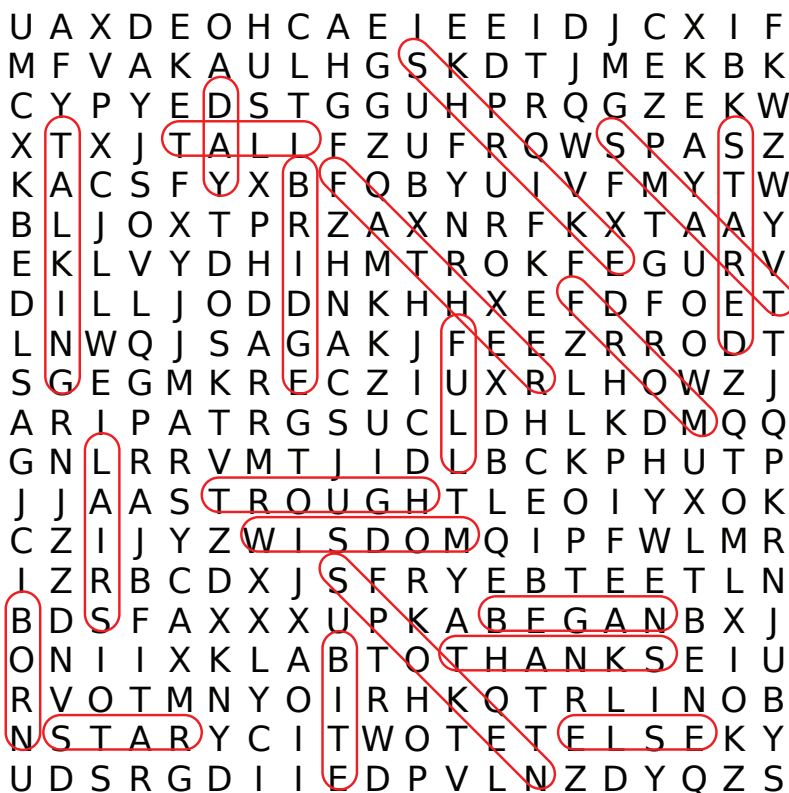 U A X D E O H C A E I E E I D J C X I F
M F V A K A U L H G S K D T J M E K B K
C Y P Y E D S T G G U H P R Q G Z E K W
X T X J T A L L F Z U F R O W S P A S Z
K A C S F Y X B F O B Y U I V F M Y T W
B L J O X T P R Z A X N R F K X T A A Y
E K L V Y D H I H M T R O K F E G U R V
D I L L J O D D N K H H X E F D F O E T
L N W Q J S A G A K J F E E Z R R O D T
S G E G M K R E C Z I U X R L H O W Z J
A R I P A T R G S U C L D H L K D M Q Q
G N L R R V M T J I D L B C K P H U T P
J J A A S T R O U G H T L E O I Y X O K
C Z I J Y Z W I S D O M Q I P F W L M R
I Z R B C D X J S F R Y E B T E E T L N
B D S F A X X X U P K A B E G A N B X J
O N I I X K L A B T O T H A N K S E I U
R V O T M N Y O I R H K O T R L I N O B
N S T A R Y C I T W O T E T E L S E K Y
U D S R G D I I E D P V L N Z D Y Q Z S